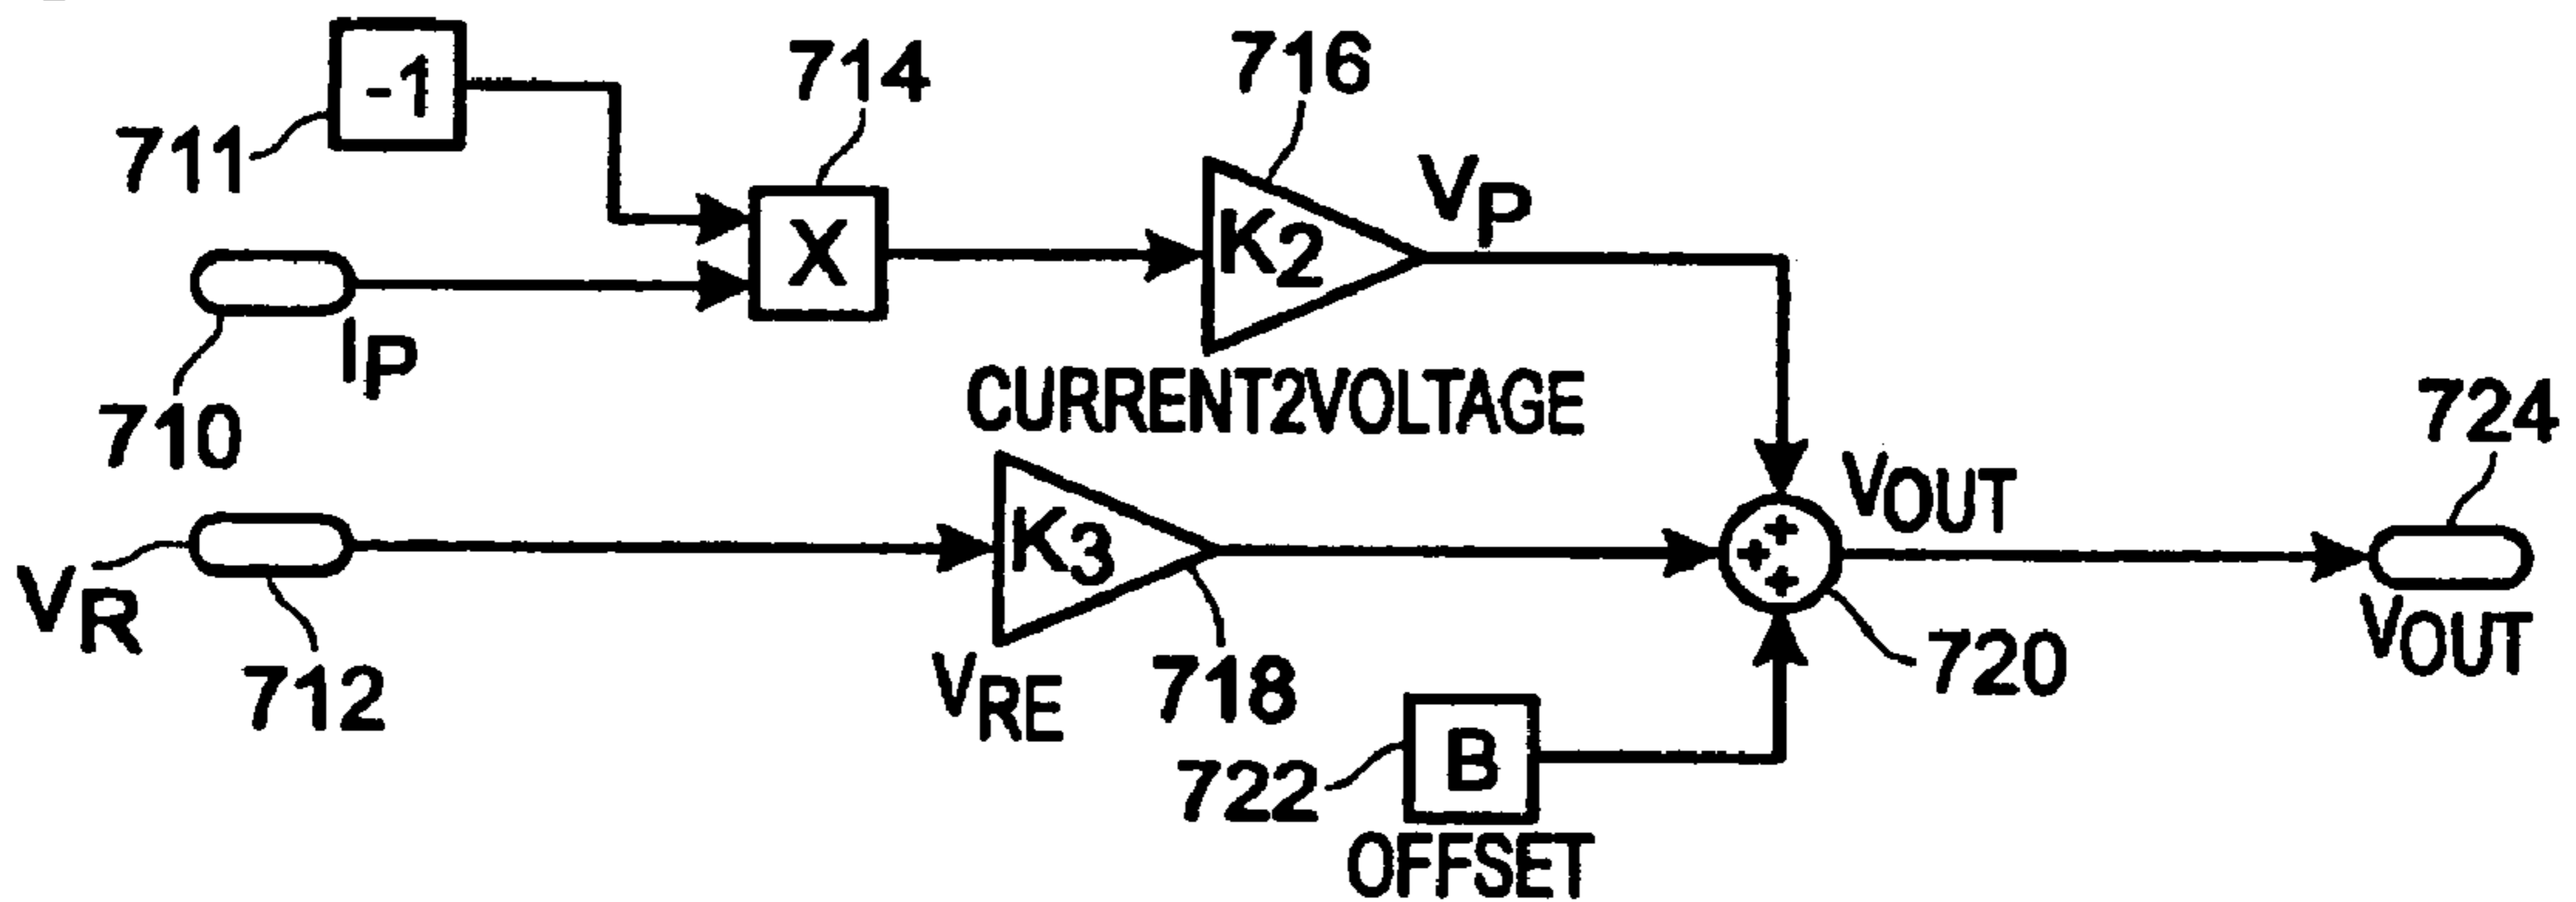 -1
711
714
716
X
K2
VP
IP
710
CURRENT2VOLTAGE
724
VOUT
K3
+
+
+
VR
712
VRE
718
720
VOUT
722
B
OFFSET